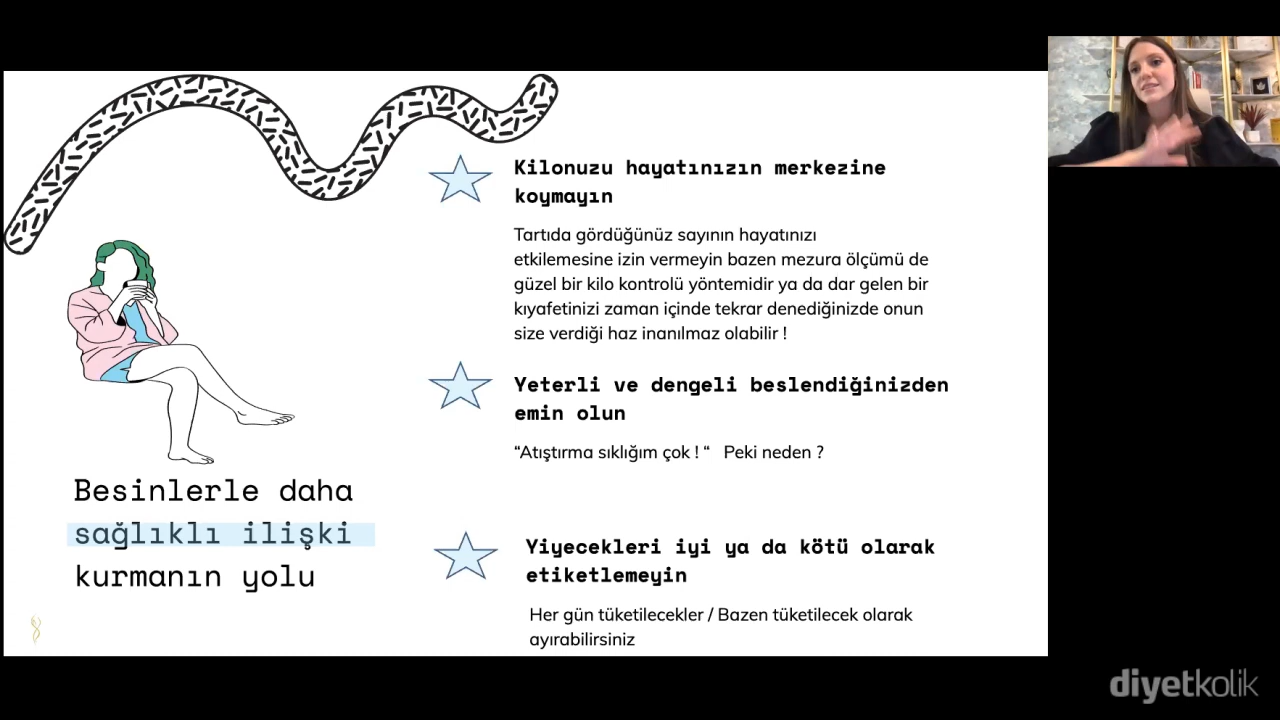 Kilonuzu hayatınızın merkezine
koymayın
Tartıda gördüğünüz sayının hayatınızı
etkilemesine izin vermeyin bazen mezura ölçümü de
güzel bir kilo kontrolü yöntemidir ya da dar gelen bir
kıyafetinizi zaman içinde tekrar denediğinizde onun
size verdiği haz inanılmaz olabilir !
Yeterli ve dengeli beslendiğinizden
emin olun
“Atıştırma sıklığım çok ! “ Peki neden ?
Besinlerle daha
sağlıklı ilişki
kurmanın yolu
Yiyecekleri iyi ya da kötü olarak
etiketlemeyin
Her gün tüketilecekler / Bazen tüketilecek olarak
ayırabilirsiniz
diyetkolik